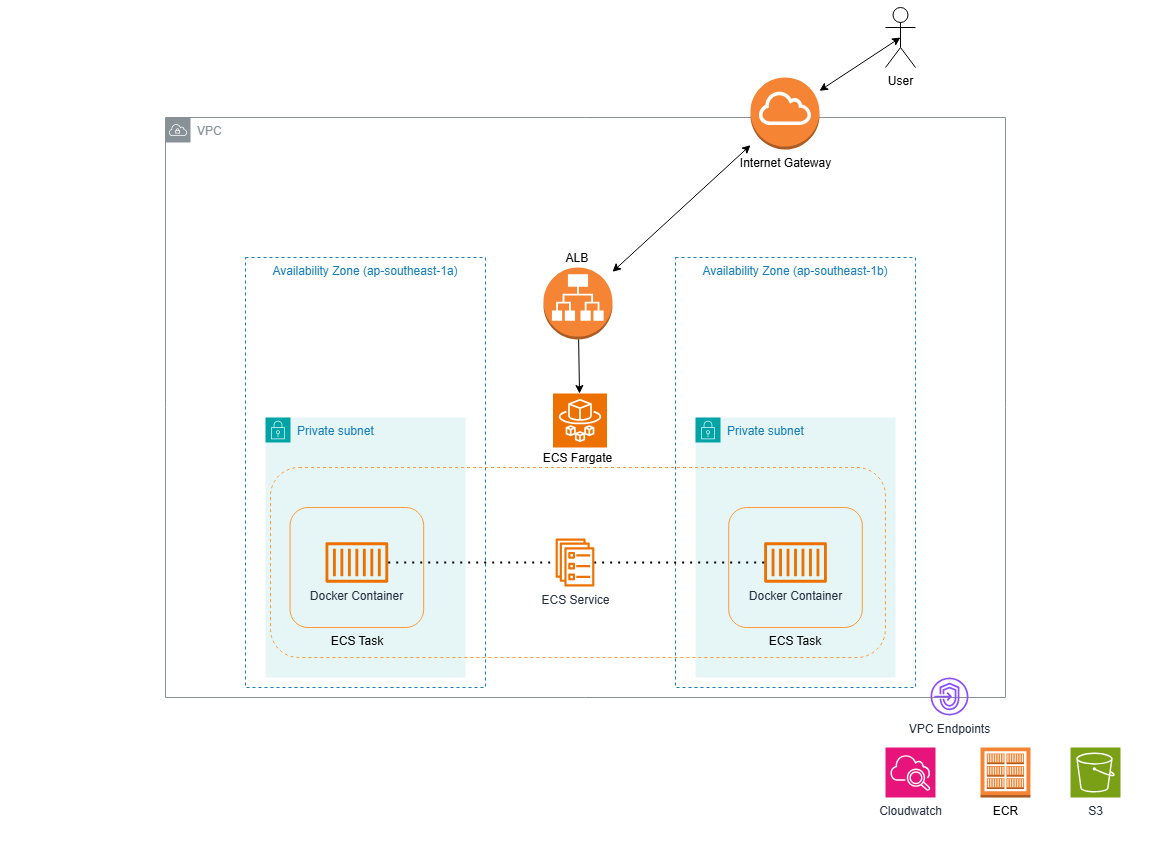 User
VPC
Internet Gateway
ALB
Availability Zone (ap-southeast-1a)
Availability Zone (ap-southeast-1b)
Private subnet
Private subnet
ECS Fargate
Docker Container
ECS Service
Docker Container
ECS Task
ECS Task
VPC Endpoints
Cloudwatch
ECR
S3